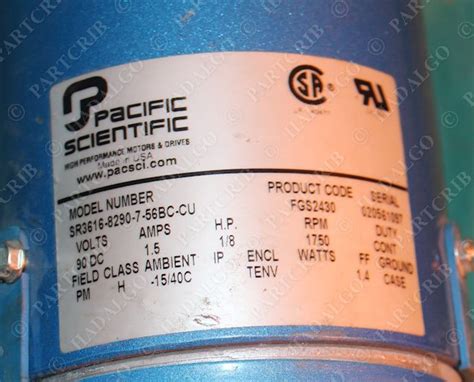 PACIFIC
SCIENTIFIC
HIGH PERFORMANCE MOTORS & DRIVES
Made in USA
www.pacsci.com
MODEL NUMBER PRODUCT CODE SERIAL
SR3616-8290-7-56BC-CU FGS2430
VOLTS AMPS H.P. RPM DUTY
90 DC 1.5 1/8 1750 CONT
FIELD CLASS AMBIENT IP ENCL WATTS FF GROUND
PM H -15/40C TENV 1.4 CASE
© PARTCRIB
© HADALGO